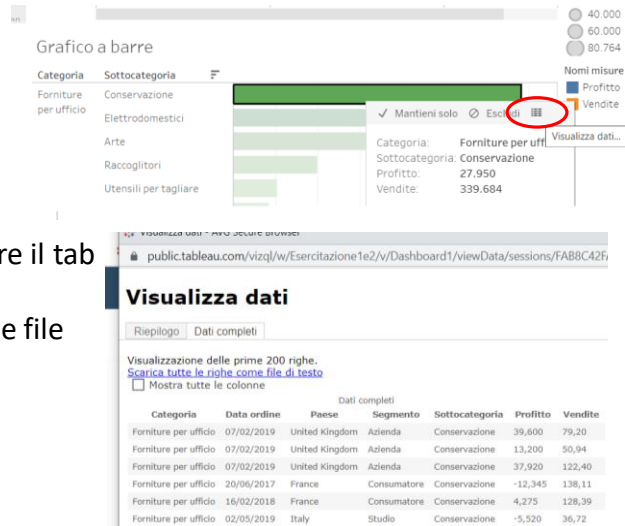 40.000
60.000
80.764
Grafico a barre
Categoria Sottocategoria
Nomi misure
Profitto
Vendite
Forniture per ufficio
Conservazione
Elettrodomestici
Arte
Raccoglitori
Utensili per tagliare
Mantieni solo Escludi
Visualizza dati...
Categoria: Forniture per uff
Sottocategoria: Conservazione
Profitto: 27.950
Vendite: 339.684
re il tab
e file
Visualizza dati - AVG Secure Browser
public.tableau.com/vizql/w/Esercitazione1e2/v/Dashboard1/viewData/sessions/FAB8C42F
Visualizza dati
Riepilogo Dati completi
Visualizzazione delle prime 200 righe.
Scarica tutte le righe come file di testo
Mostra tutte le colonne
Dati completi
Categoria Data ordine Paese Segmento Sottocategoria Profitto Vendite
Forniture per ufficio 07/02/2019 United Kingdom Azienda Conservazione 39,600 79,20
Forniture per ufficio 07/02/2019 United Kingdom Azienda Conservazione 13,200 50,94
Forniture per ufficio 07/02/2019 United Kingdom Azienda Conservazione 37,920 122,40
Forniture per ufficio 20/06/2017 France Consumatore Conservazione -12,345 138,11
Forniture per ufficio 16/02/2018 France Consumatore Conservazione 4,275 128,39
Forniture per ufficio 02/05/2019 Italy Studio Conservazione -5,520 36,72